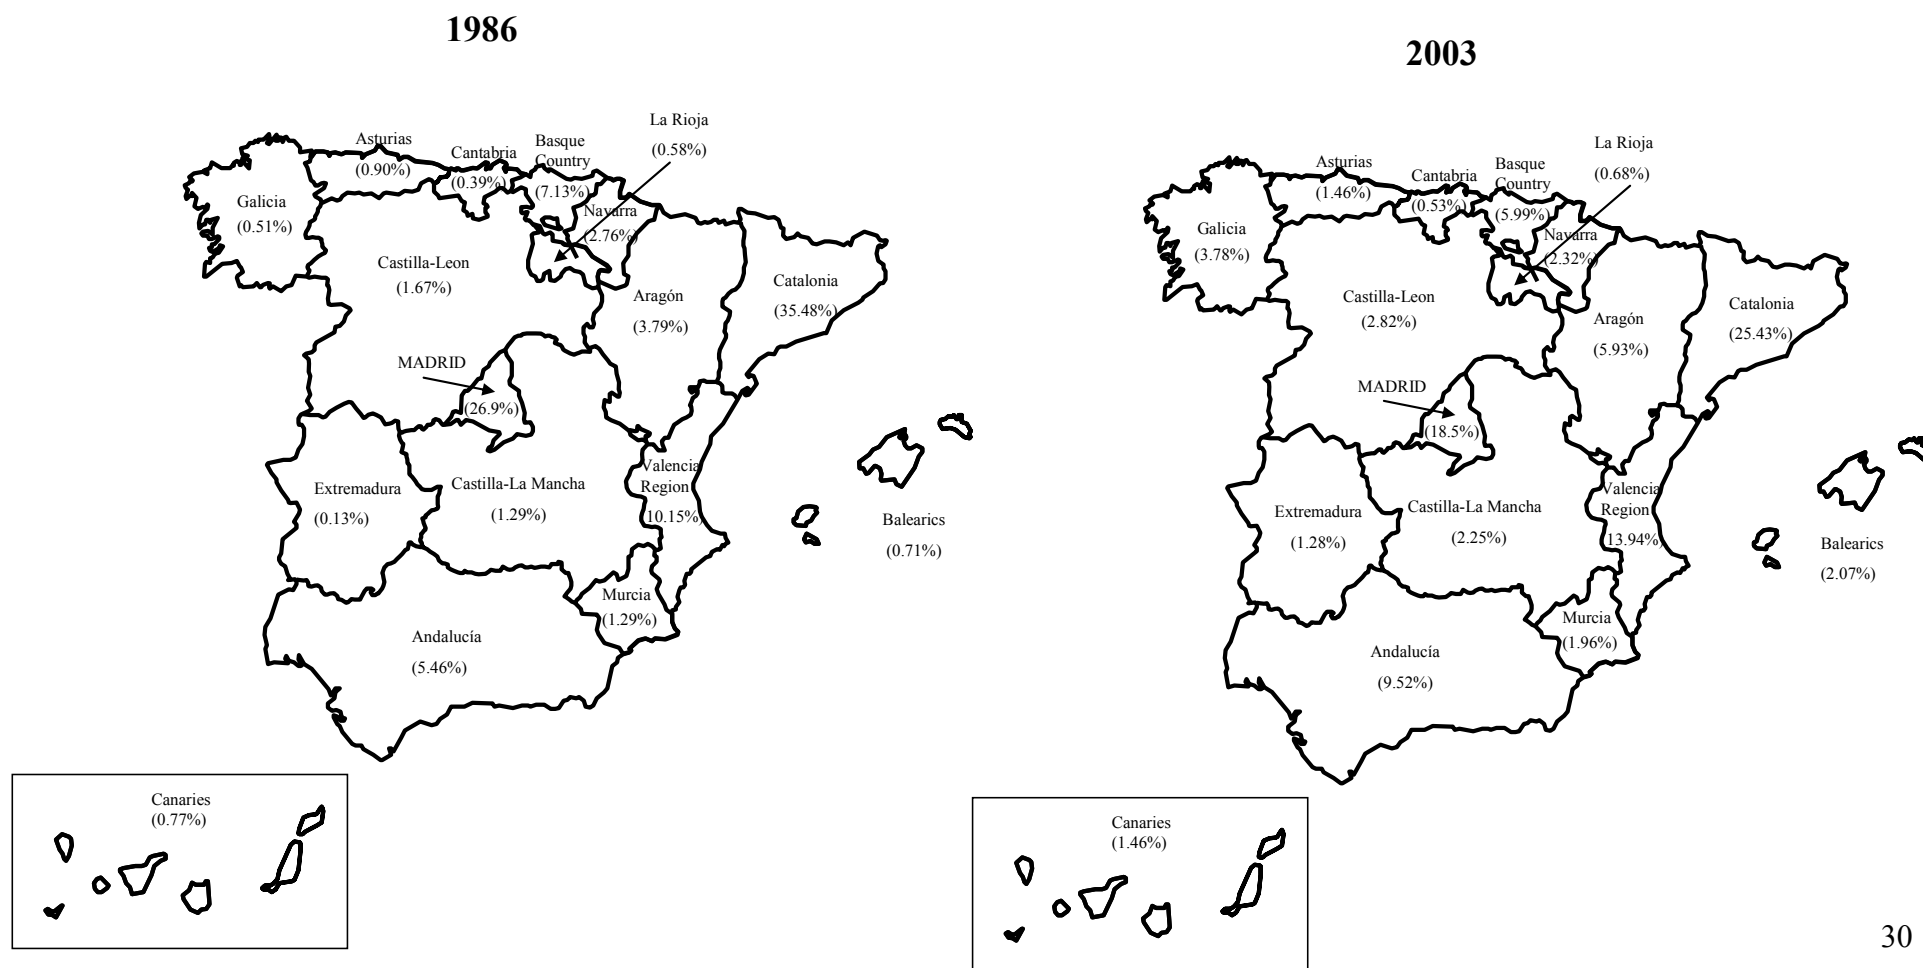 1986
La Rioja
(0.58%)
Asturias
(0.90%)
Cantabria
(0.39%)
Basque
Country
(7.13%)
Galicia
(0.51%)
Navarra
(2.76%)
Castilla-Leon
(1.67%)
Aragón
(3.79%)
Catalonia
(35.48%)
MADRID
(26.9%)
Extremadura
(0.13%)
Castilla-La Mancha
(1.29%)
Valencia
Region
10.15%)
Balearics
(0.71%)
Murcia
(1.29%)
Andalucía
(5.46%)
Canaries
(0.77%)
2003
La Rioja
(0.68%)
Asturias
(1.46%)
Cantabria
(0.53%)
Basque
Country
(5.99%)
Galicia
(3.78%)
Navarra
(2.32%)
Castilla-Leon
(2.82%)
Aragón
(5.93%)
Catalonia
(25.43%)
MADRID
(18.5%)
Extremadura
(1.28%)
Castilla-La Mancha
(2.25%)
Valencia
Region
13.94%)
Balearics
(2.07%)
Murcia
(1.96%)
Andalucía
(9.52%)
Canaries
(1.46%)
30